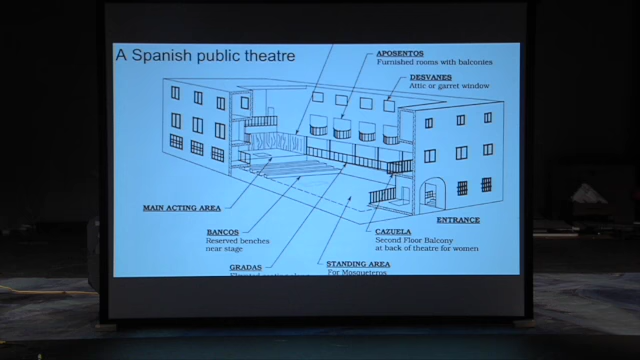 A Spanish public theatre
APOSENTOS
Furnished rooms with balconies
DESVANES
Attic or garret window
MAIN ACTING AREA
BANCOS
Reserved benches
near stage
GRADAS
ENTRANCE
CAZUELA
Second Floor Balcony
at back of theatre for women
STANDING AREA
For Mosqueteros